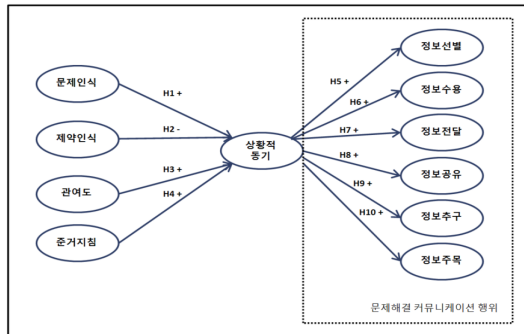 문제인식
제약인식
관여도
준거지침
H1 +
H2 -
H3 +
H4 +
상황적
동기
H5 +
H6 +
H7 +
H8 +
H9 +
H10 +
정보선별
정보수용
정보전달
정보공유
정보추구
정보주목
문제해결 커뮤니케이션 행위